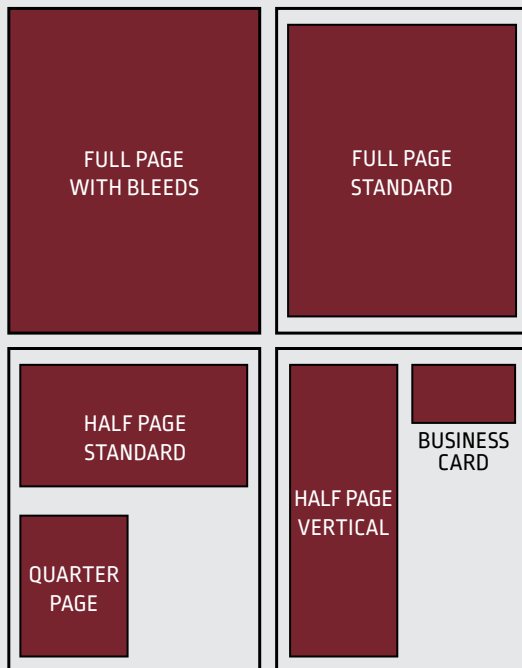 FULL PAGE
WITH BLEEDS
FULL PAGE
STANDARD
HALF PAGE
STANDARD
QUARTER
PAGE
HALF PAGE
VERTICAL
BUSINESS
CARD